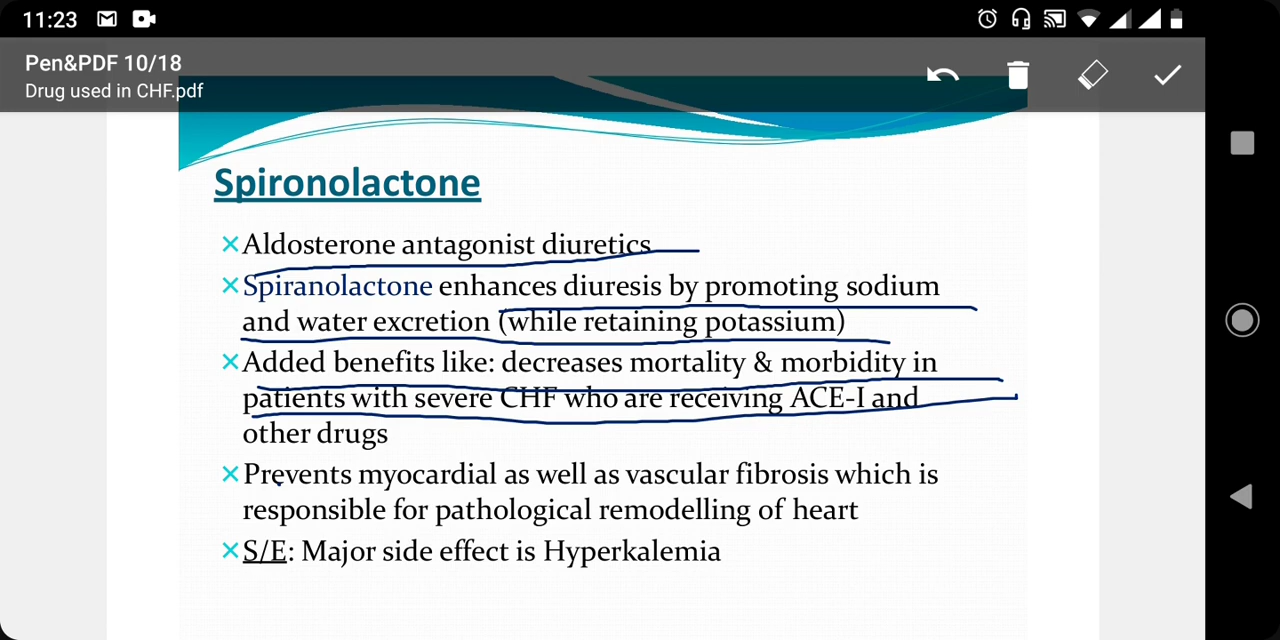 11:23
Pen&PDF 10/18
Drug used in CHF.pdf
Spironolactone
Aldosterone antagonist diuretics
Spiranolactone enhances diuresis by promoting sodium
and water excretion (while retaining potassium)
Added benefits like: decreases mortality & morbidity in
patients with severe CHF who are receiving ACE-I and
other drugs
Prevents myocardial as well as vascular fibrosis which is
responsible for pathological remodelling of heart
S/E: Major side effect is Hyperkalemia